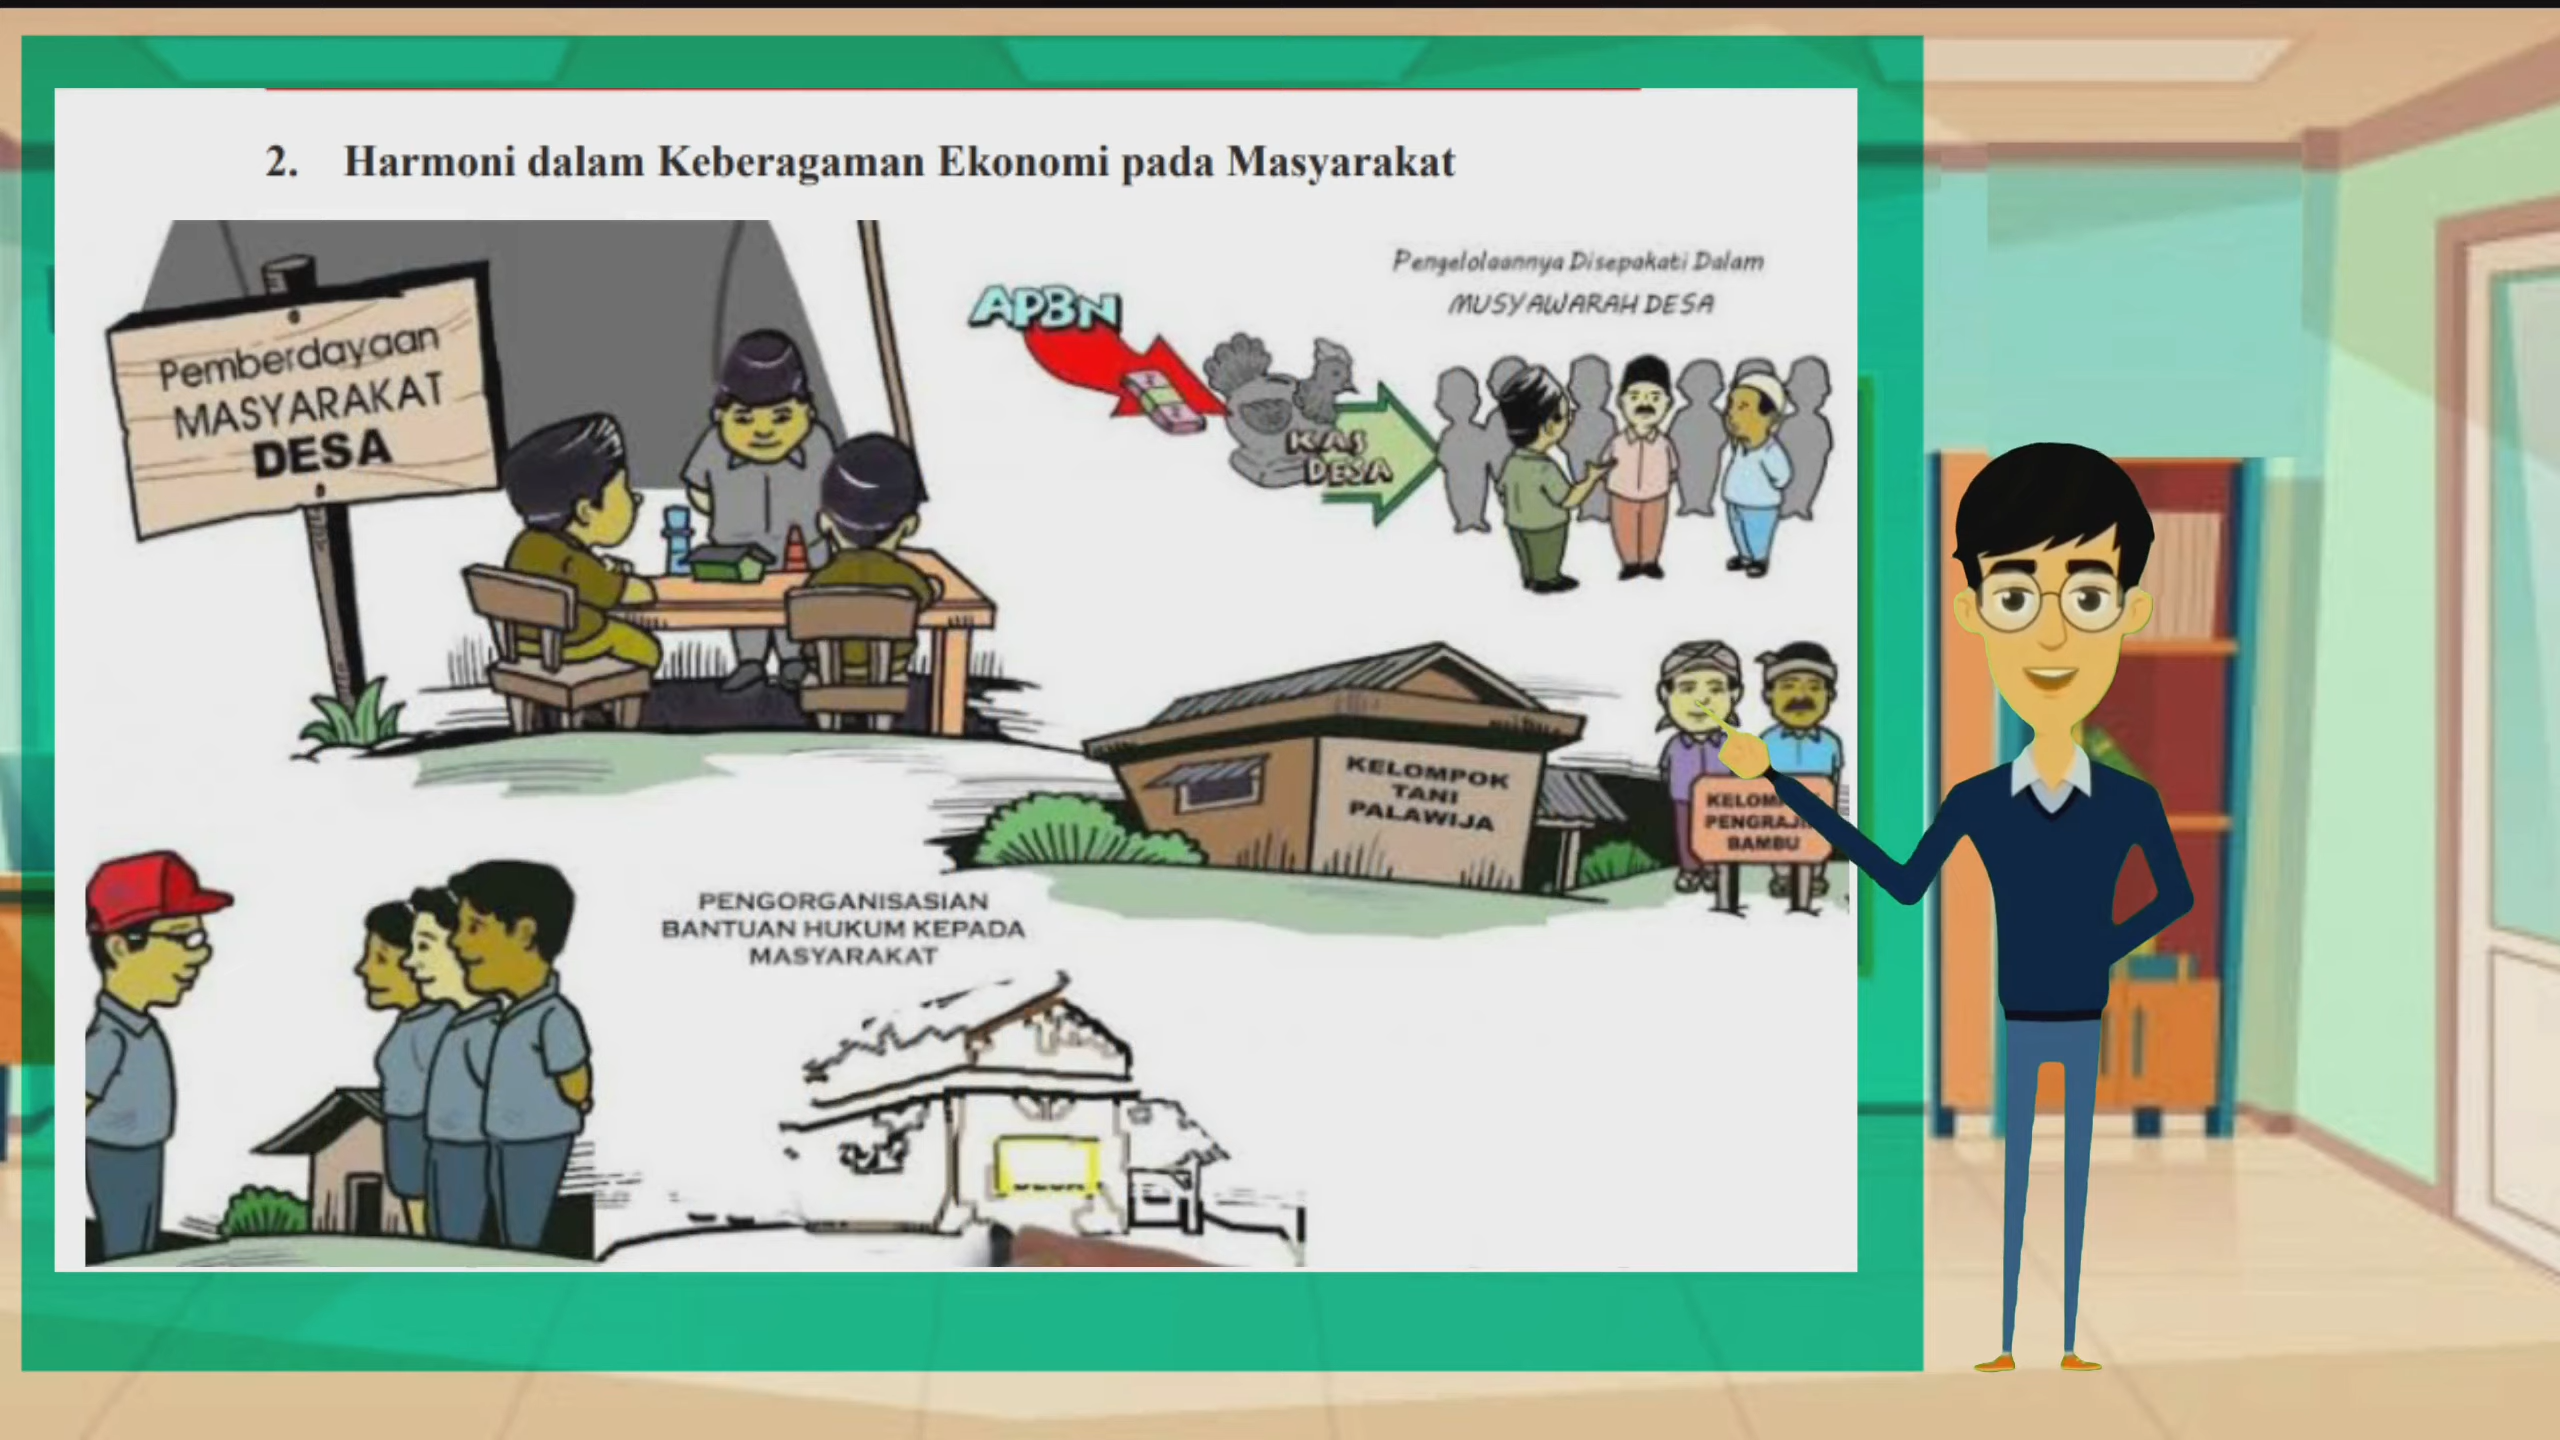 2. Harmoni dalam Keberagaman Ekonomi pada Masyarakat
Pemberdayaan
MASYARAKAT
DESA
APBN
KAS
DESA
Pengelolaannya Disepakati Dalam
MUSYAWARAH DESA
KELOMPOK
TANI
PALAWIJA
PENGRAJI
BAMBU
PENGORGANISASIAN
BANTUAN HUKUM KEPADA
MASYARAKAT